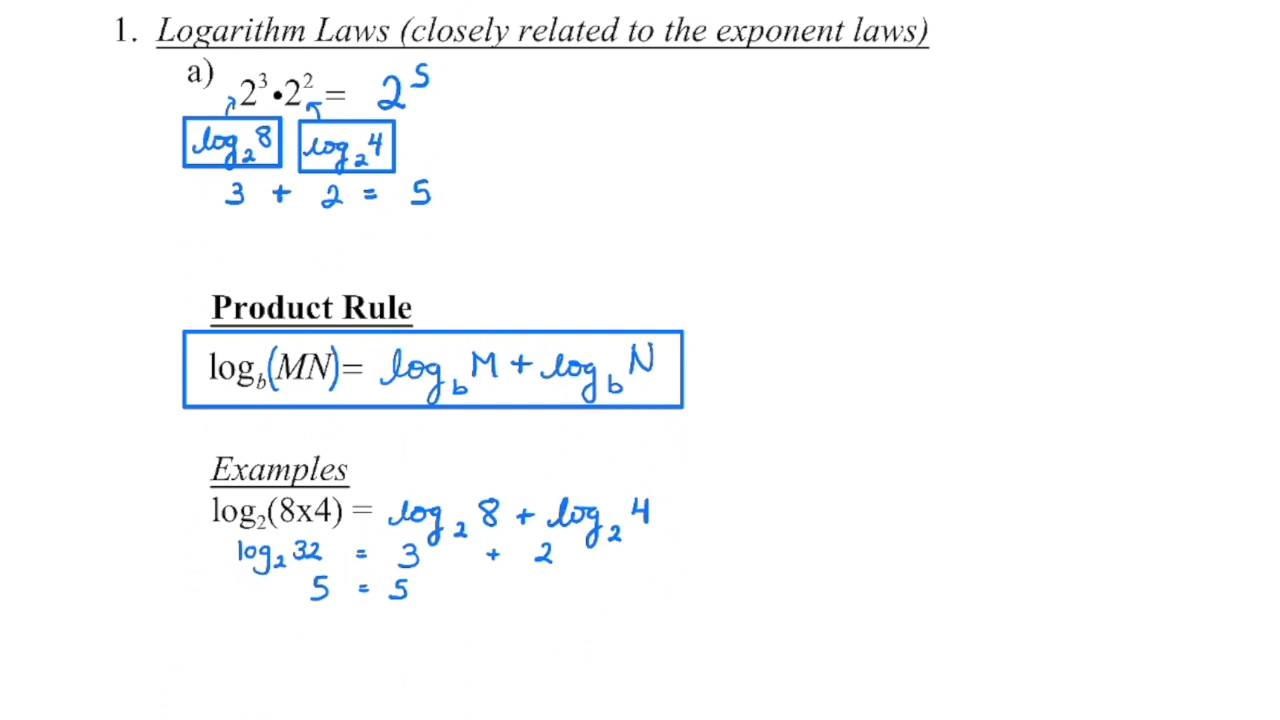 1. Logarithm Laws (closely related to the exponent laws)
a) 2³•2² = 2⁵
log₂8 log₂4
3 + 2 = 5
Product Rule
log_b(MN) = log_b M + log_b N
Examples
log₂(8x4) = log₂ 8 + log₂ 4
log₂ 32 = 3 + 2
5 = 5